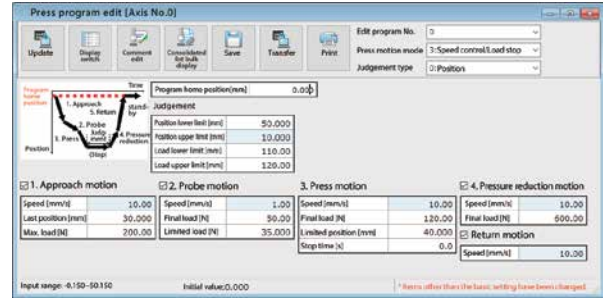 Press program edit [Axis No.0]
Update
Display switch
Comment edit
Consolidated list bulk display
Save
Transfer
Print
Edit program No. 0
Press motion mode 3:Speed control/Load stop
Judgement type 0:Position
Program home position
Time
1. Approach
5. Return
stand-by
2. Probe
3. Press
Judgement
4. Pressure reduction
(Stop)
Position
Program home position[mm] 0.000
Judgement
Position lower limit [mm] 50.000
Position upper limit [mm] 10.000
Load lower limit [mm] 110.00
Load upper limit [mm] 120.00
1. Approach motion
Speed [mm/s] 10.00
Last position [mm] 30.000
Max. load [N] 200.00
2. Probe motion
Speed [mm/s] 1.00
Final load [N] 50.00
Limited load [N] 35.000
3. Press motion
Speed [mm/s] 10.00
Final load [N] 120.00
Limited position [mm] 40.000
Stop time [s] 0.0
4. Pressure reduction motion
Speed [mm/s] 10.00
Final load [N] 600.00
Return motion
Speed [mm/s] 10.00
Input range: -0.150-50.150
Initial value:0.000
* Items other than the basic setting have been changed.